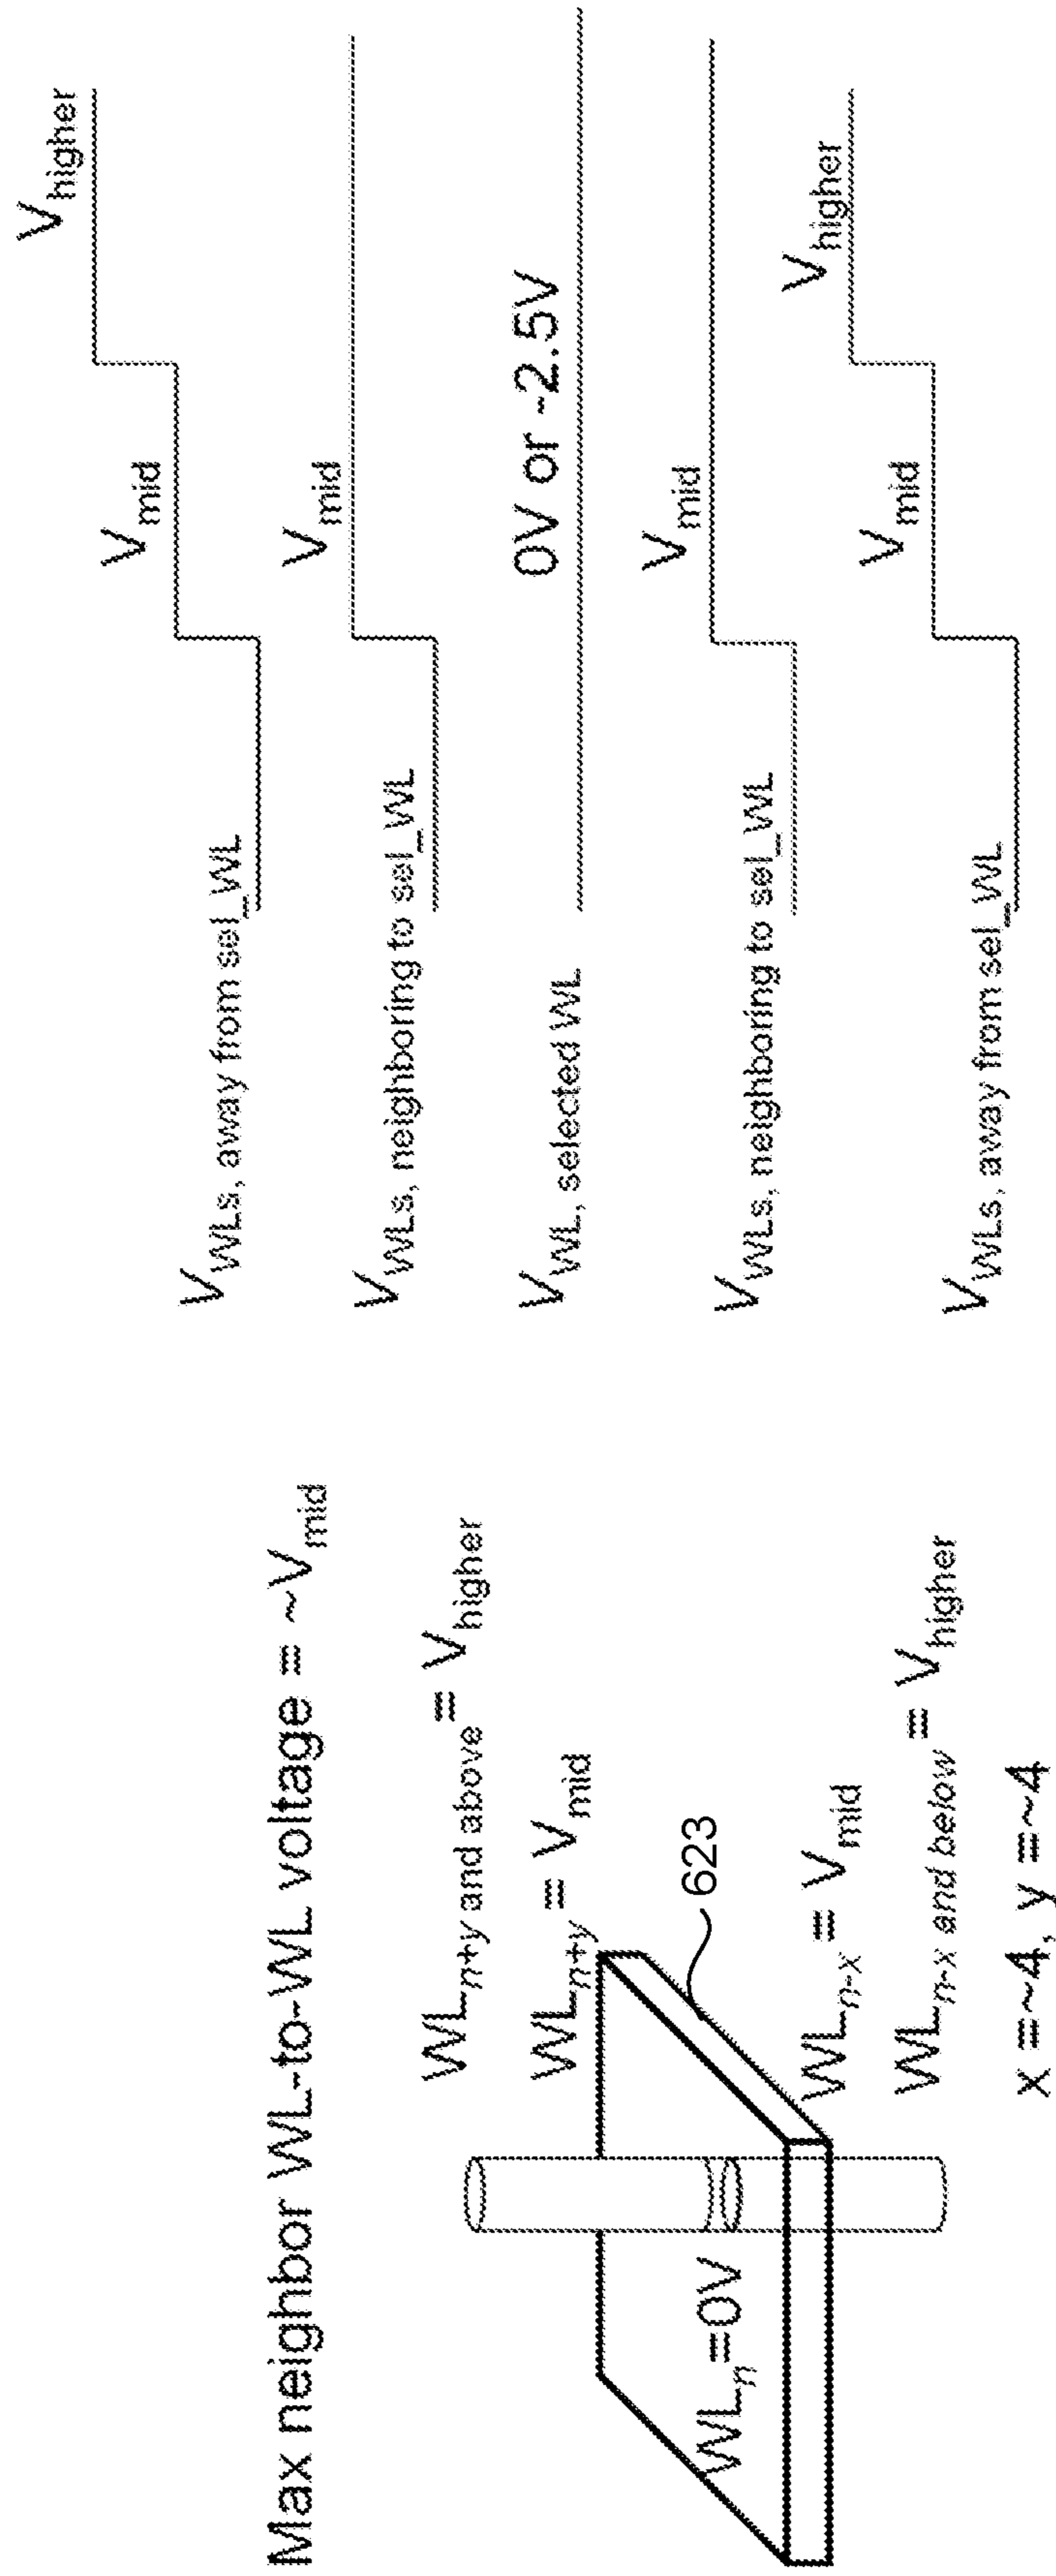 Max neighbor WL-to-WL voltage = ~Vmid
WLn+y and above = Vhigher
WLn+y = Vmid
623
WLn=0V
WLn-x = Vmid
WLn-x and below = Vhigher
x =~4, y =~4
VWLs, away from sel_WL
Vmid
Vhigher
VWLs, neighboring to sel_WL
Vmid
VWL, selected WL
0V or -2.5V
VWLs, neighboring to sel_WL
Vmid
VWLs, away from sel_WL
Vmid
Vhigher